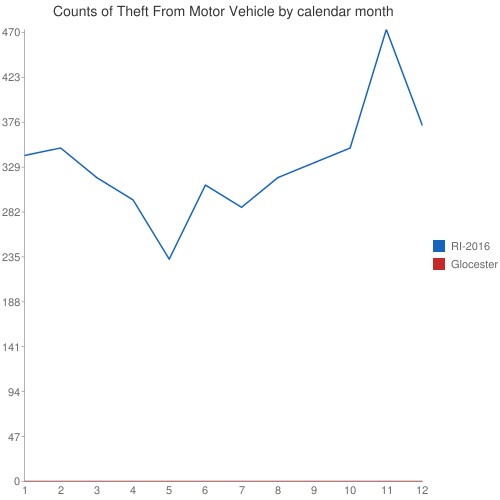 Counts of Theft From Motor Vehicle by calendar month
470
423
376
329
282
235
188
141
94
47
0
1 2 3 4 5 6 7 8 9 10 11 12
RI-2016
Glocester